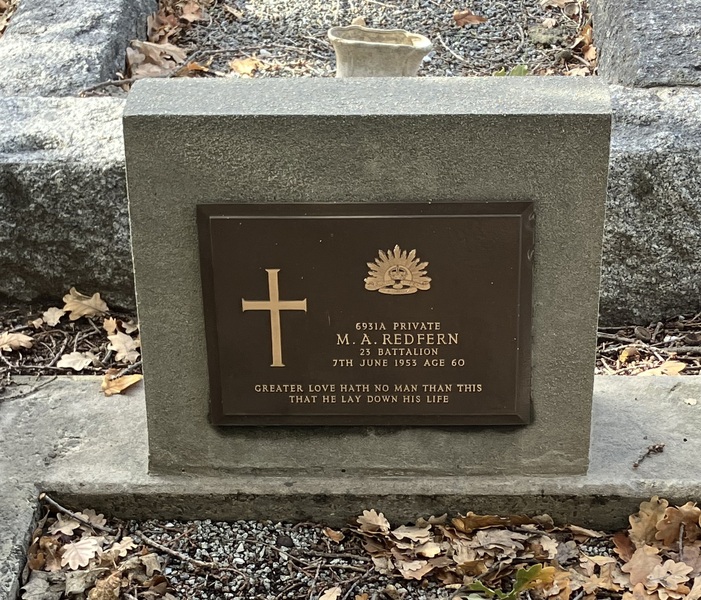 6931A PRIVATE
M. A. REDFERN
23 BATTALION
7TH JUNE 1953 AGE 60
GREATER LOVE HATH NO MAN THAN THIS
THAT HE LAY DOWN HIS LIFE